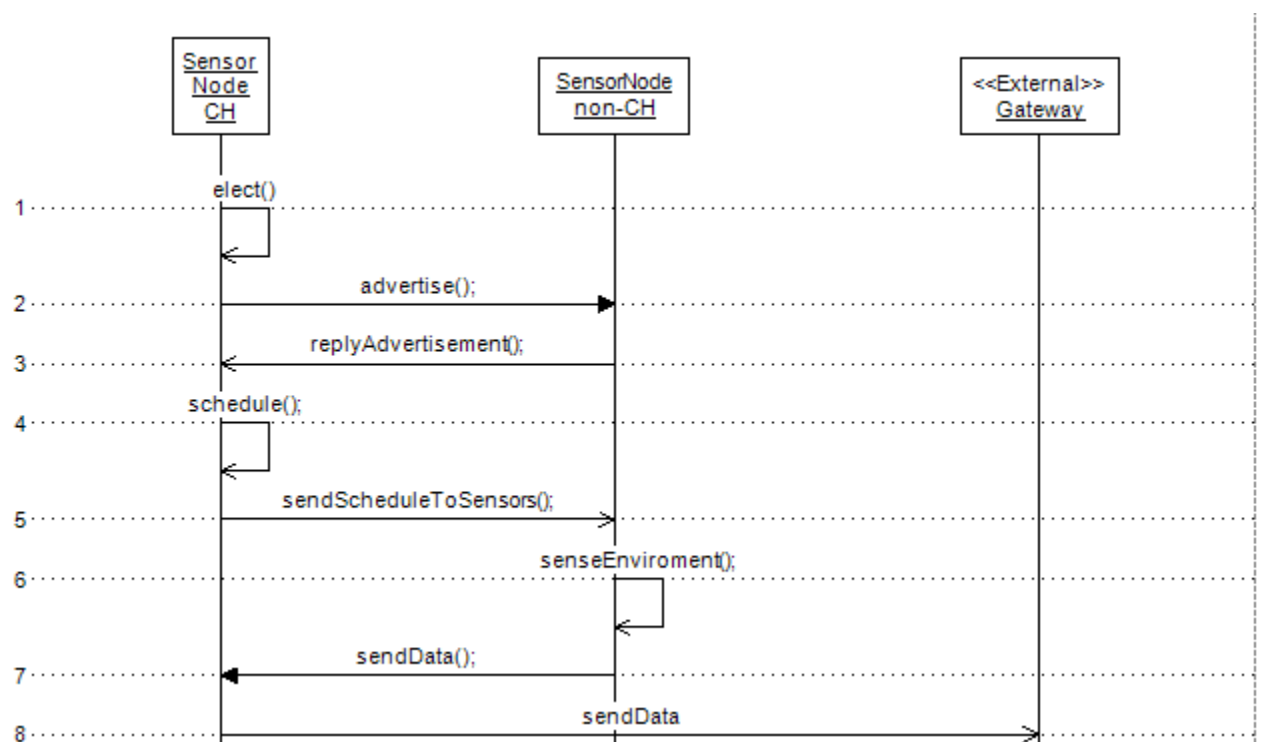 Sensor
Node
CH
SensorNode
non-CH
<<External>>
Gateway
elect()
1
advertise();
2
replyAdvertisement();
3
schedule();
4
sendScheduleToSensors();
5
senseEnviroment();
6
sendData();
7
sendData
8